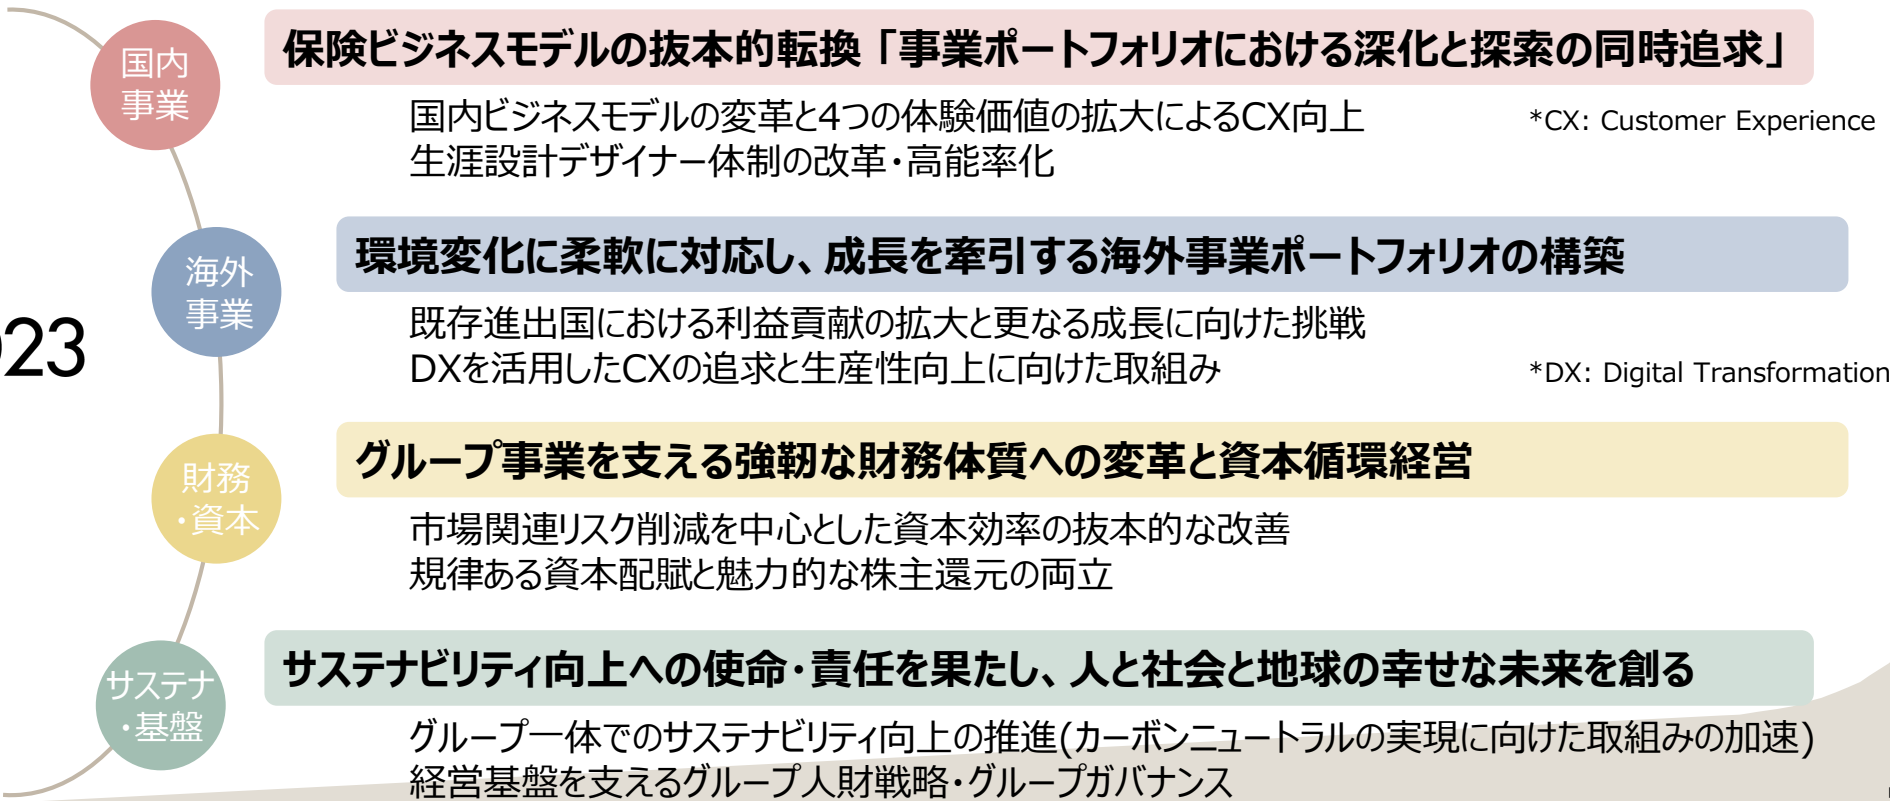 国内
事業
保険ビジネスモデルの抜本的転換「事業ポートフォリオにおける深化と探索の同時追求」
国内ビジネスモデルの変革と4つの体験価値の拡大によるCX向上
*CX: Customer Experience
生涯設計デザイナー体制の改革・高能率化
海外
事業
環境変化に柔軟に対応し、成長を牽引する海外事業ポートフォリオの構築
既存進出国における利益貢献の拡大と更なる成長に向けた挑戦
23
DXを活用したCXの追求と生産性向上に向けた取組み
*DX: Digital Transformation
財務
・資本
グループ事業を支える強靭な財務体質への変革と資本循環経営
市場関連リスク削減を中心とした資本効率の抜本的な改善
規律ある資本配賦と魅力的な株主還元の両立
サステナ
・基盤
サステナビリティ向上への使命・責任を果たし、人と社会と地球の幸せな未来を創る
グループ一体でのサステナビリティ向上の推進(カーボンニュートラルの実現に向けた取組みの加速)
経営基盤を支えるグループ人財戦略・グループガバナンス